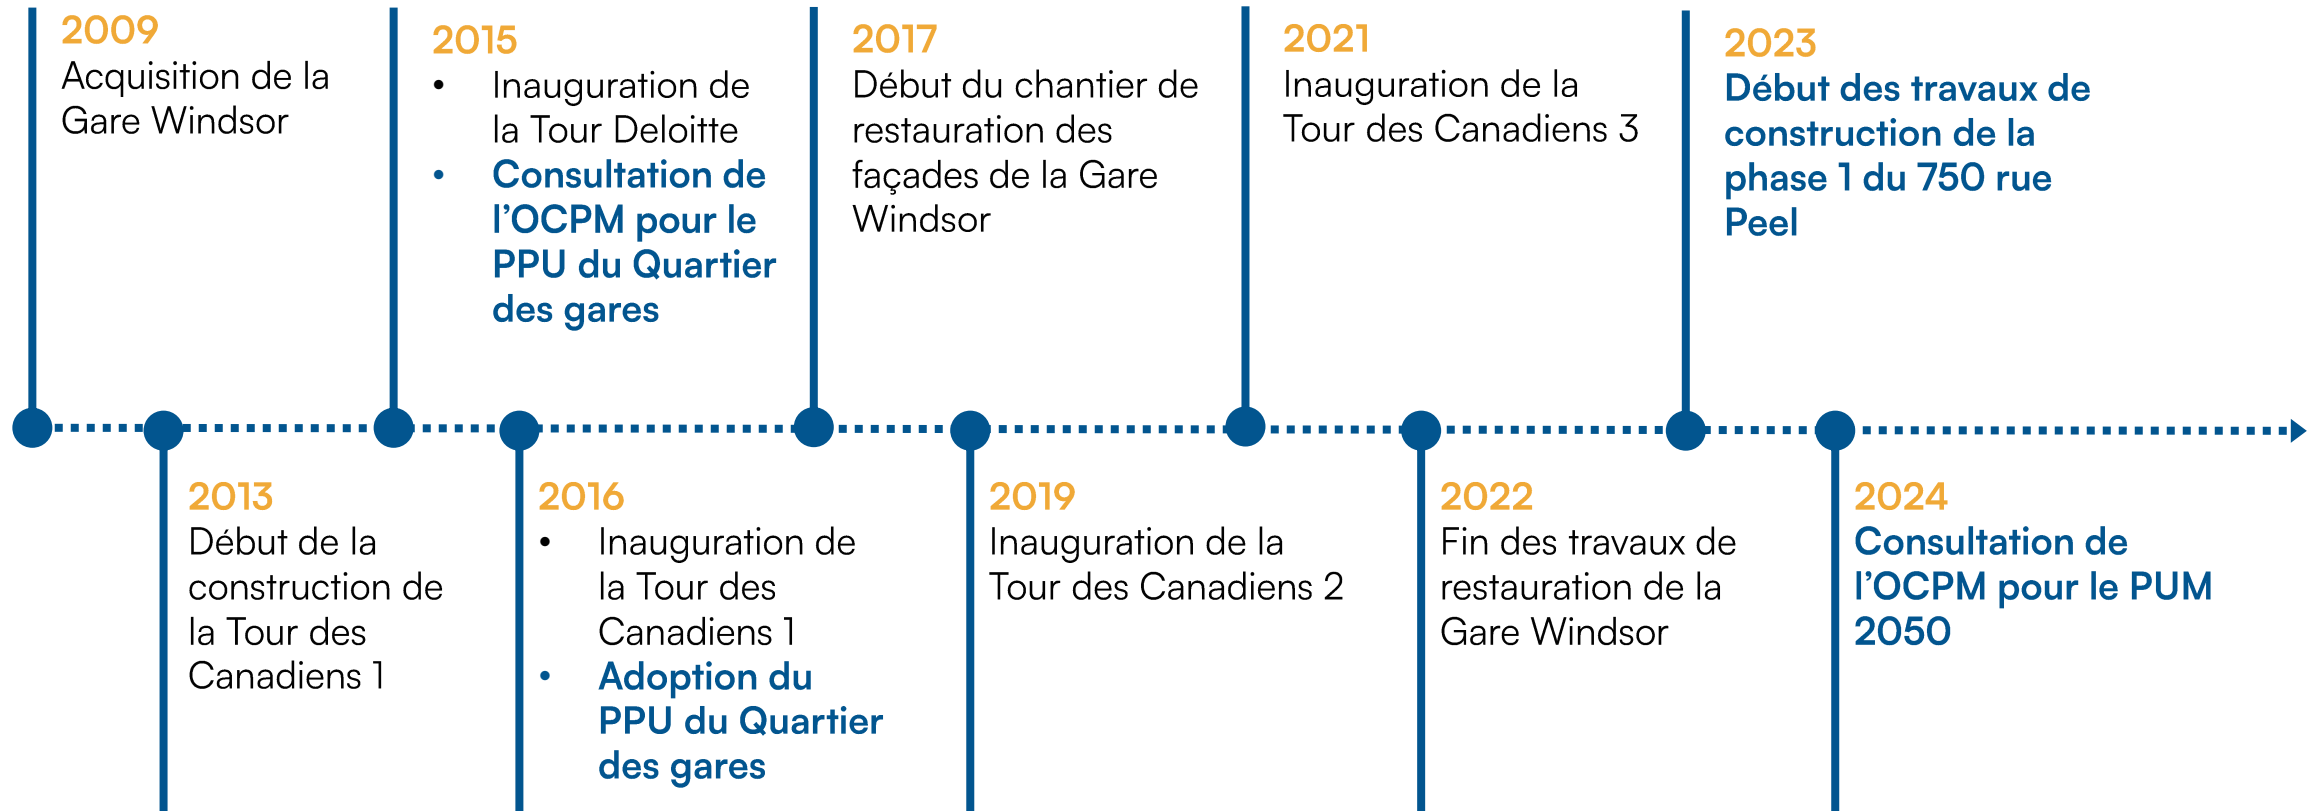 2009
Acquisition de la
Gare Windsor
2015
• Inauguration de
la Tour Deloitte
• Consultation de
l’OCPM pour le
PPU du Quartier
des gares
2017
Début du chantier de
restauration des
façades de la Gare
Windsor
2021
Inauguration de la
Tour des Canadiens 3
2023
Début des travaux de
construction de la
phase 1 du 750 rue
Peel
2013
Début de la
construction de
la Tour des
Canadiens 1
2016
• Inauguration de
la Tour des
Canadiens 1
• Adoption du
PPU du Quartier
des gares
2019
Inauguration de la
Tour des Canadiens 2
2022
Fin des travaux de
restauration de la
Gare Windsor
2024
Consultation de
l’OCPM pour le PUM
2050